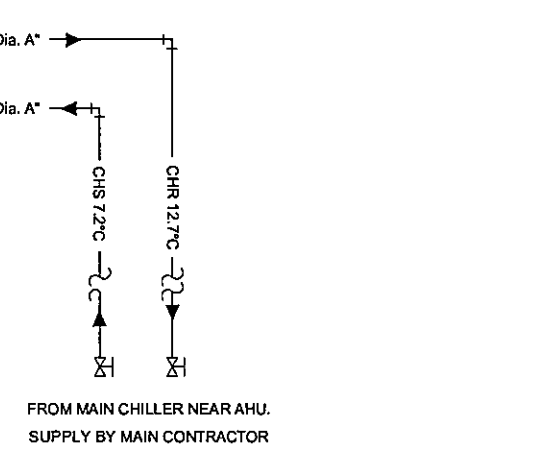 Dia. A"
Dia. A"
CHS 7.2°C
CHR 12.7°C
FROM MAIN CHILLER NEAR AHU.
SUPPLY BY MAIN CONTRACTOR